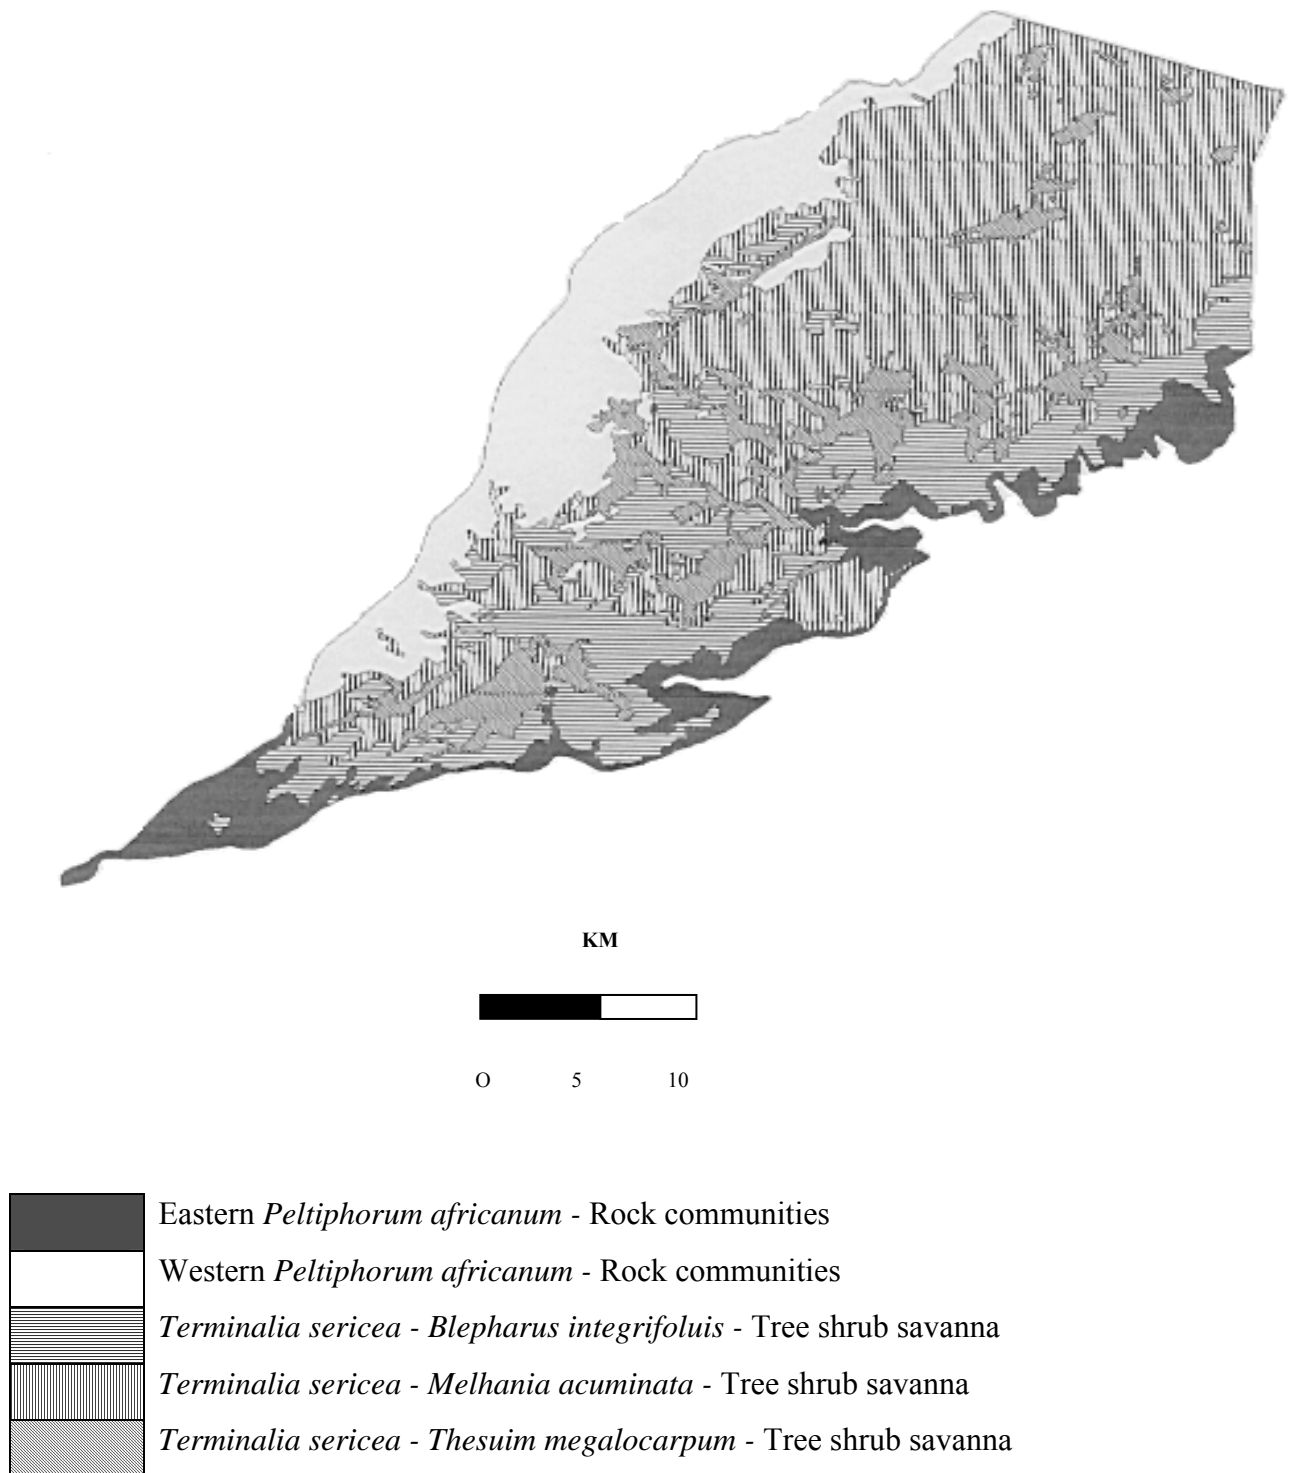 KM
O 5 10
Eastern Peltiphorum africanum - Rock communities
Western Peltiphorum africanum - Rock communities
Terminalia sericea - Blepharus integrifoluis - Tree shrub savanna
Terminalia sericea - Melhania acuminata - Tree shrub savanna
Terminalia sericea - Thesuim megalocarpum - Tree shrub savanna